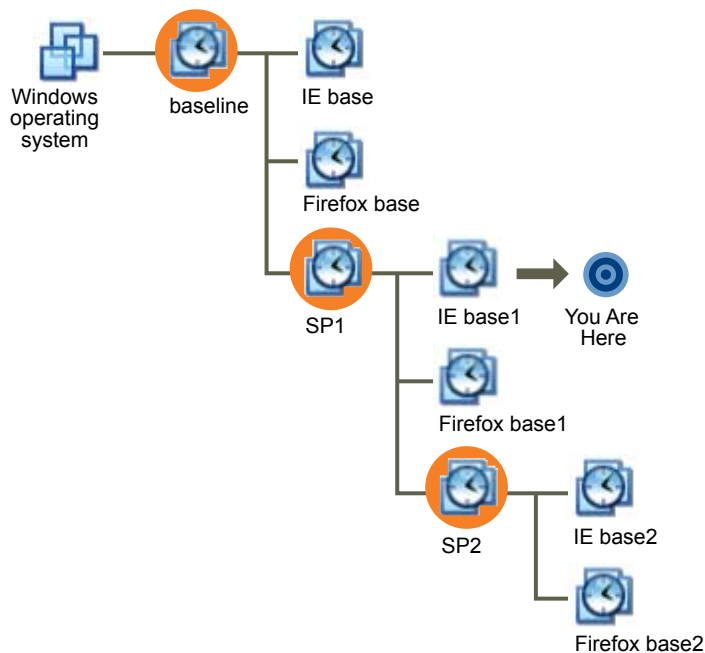 Windows
operating
system
baseline
IE base
Firefox base
SP1
IE base1
You Are
Here
Firefox base1
SP2
IE base2
Firefox base2